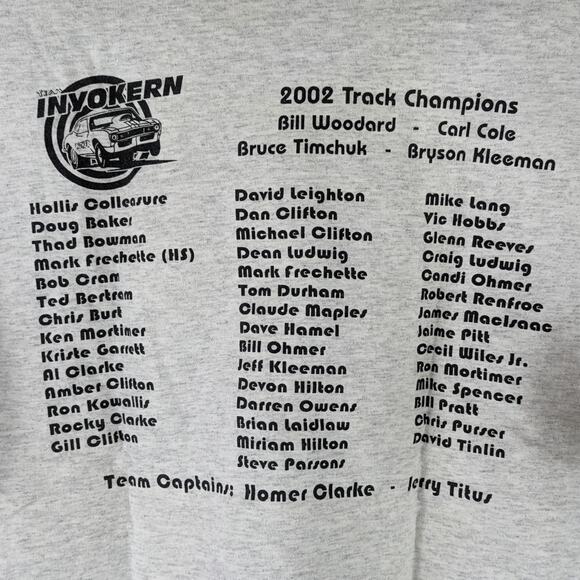 TEAM
INYOKERN
2002 Track Champions
Bill Woodard - Carl Cole
Bruce Timchuk - Bryson Kleeman
Hollis Colleasure
Doug Baker
Thad Bowman
Mark Frechette (HS)
Bob Cram
Ted Bertram
Chris Burt
Ken Mortimer
Kriste Garrett
Al Clarke
Amber Clifton
Ron Kowallis
Rocky Clarke
Gill Clifton
David Leighton
Dan Clifton
Michael Clifton
Dean Ludwig
Mark Frechette
Tom Durham
Claude Maples
Dave Hamel
Bill Ohmer
Jeff Kleeman
Devon Hilton
Darren Owens
Brian Laidlaw
Miriam Hilton
Steve Parsons
Mike Lang
Vic Hobbs
Glenn Reeves
Craig Ludwig
Candi Ohmer
Robert Renfroe
James MacIsaac
Jaime Pitt
Cecil Wiles Jr.
Ron Mortimer
Mike Spencer
Bill Pratt
Chris Purser
David Tinlin
Team Captains: Homer Clarke - Jerry Titus